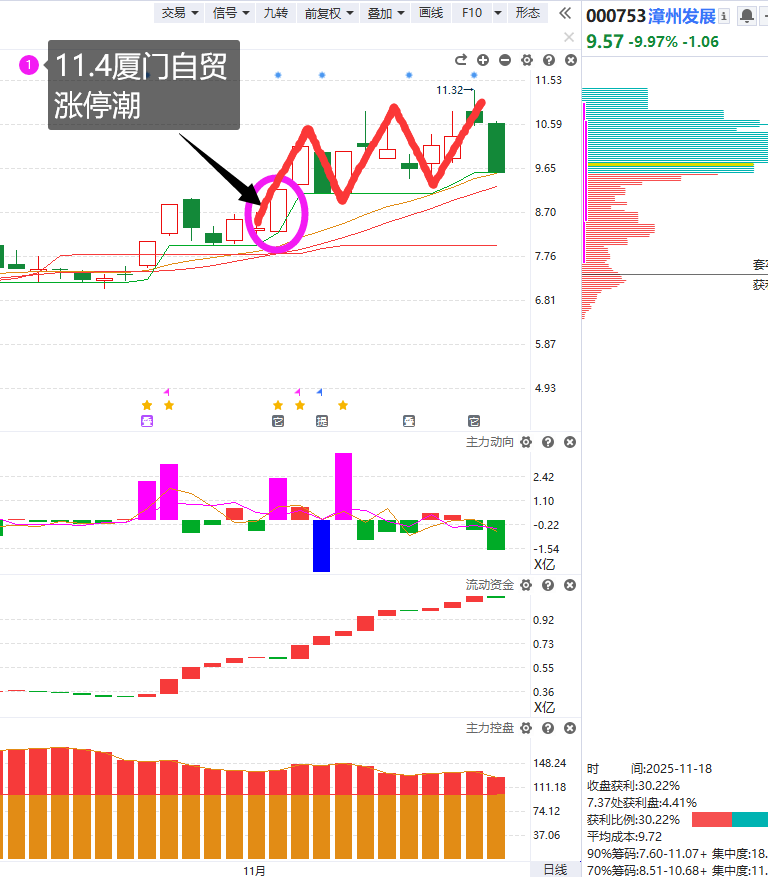 交易 信号 九转 前复权 叠加 画线 F10 形态
000753 漳州发展
9.57 -9.97% -1.06
1
11.4厦门自贸
涨停潮
11.32
11.53
10.59
9.65
8.70
7.76
6.81
5.87
4.93
套
获
叠 它 提 叠 它
主力动向
2.42
1.10
-0.22
-1.54
X亿
流动资金
0.92
0.73
0.55
0.36
X亿
主力控盘
148.24
111.18
74.12
37.06
11月 日线
时 间:2025-11-18
收盘获利:30.22%
7.37处获利盘:4.41%
获利比例:30.22%
平均成本:9.72
90%筹码:7.60-11.07+ 集中度:18.
70%筹码:8.51-10.68+ 集中度:11.